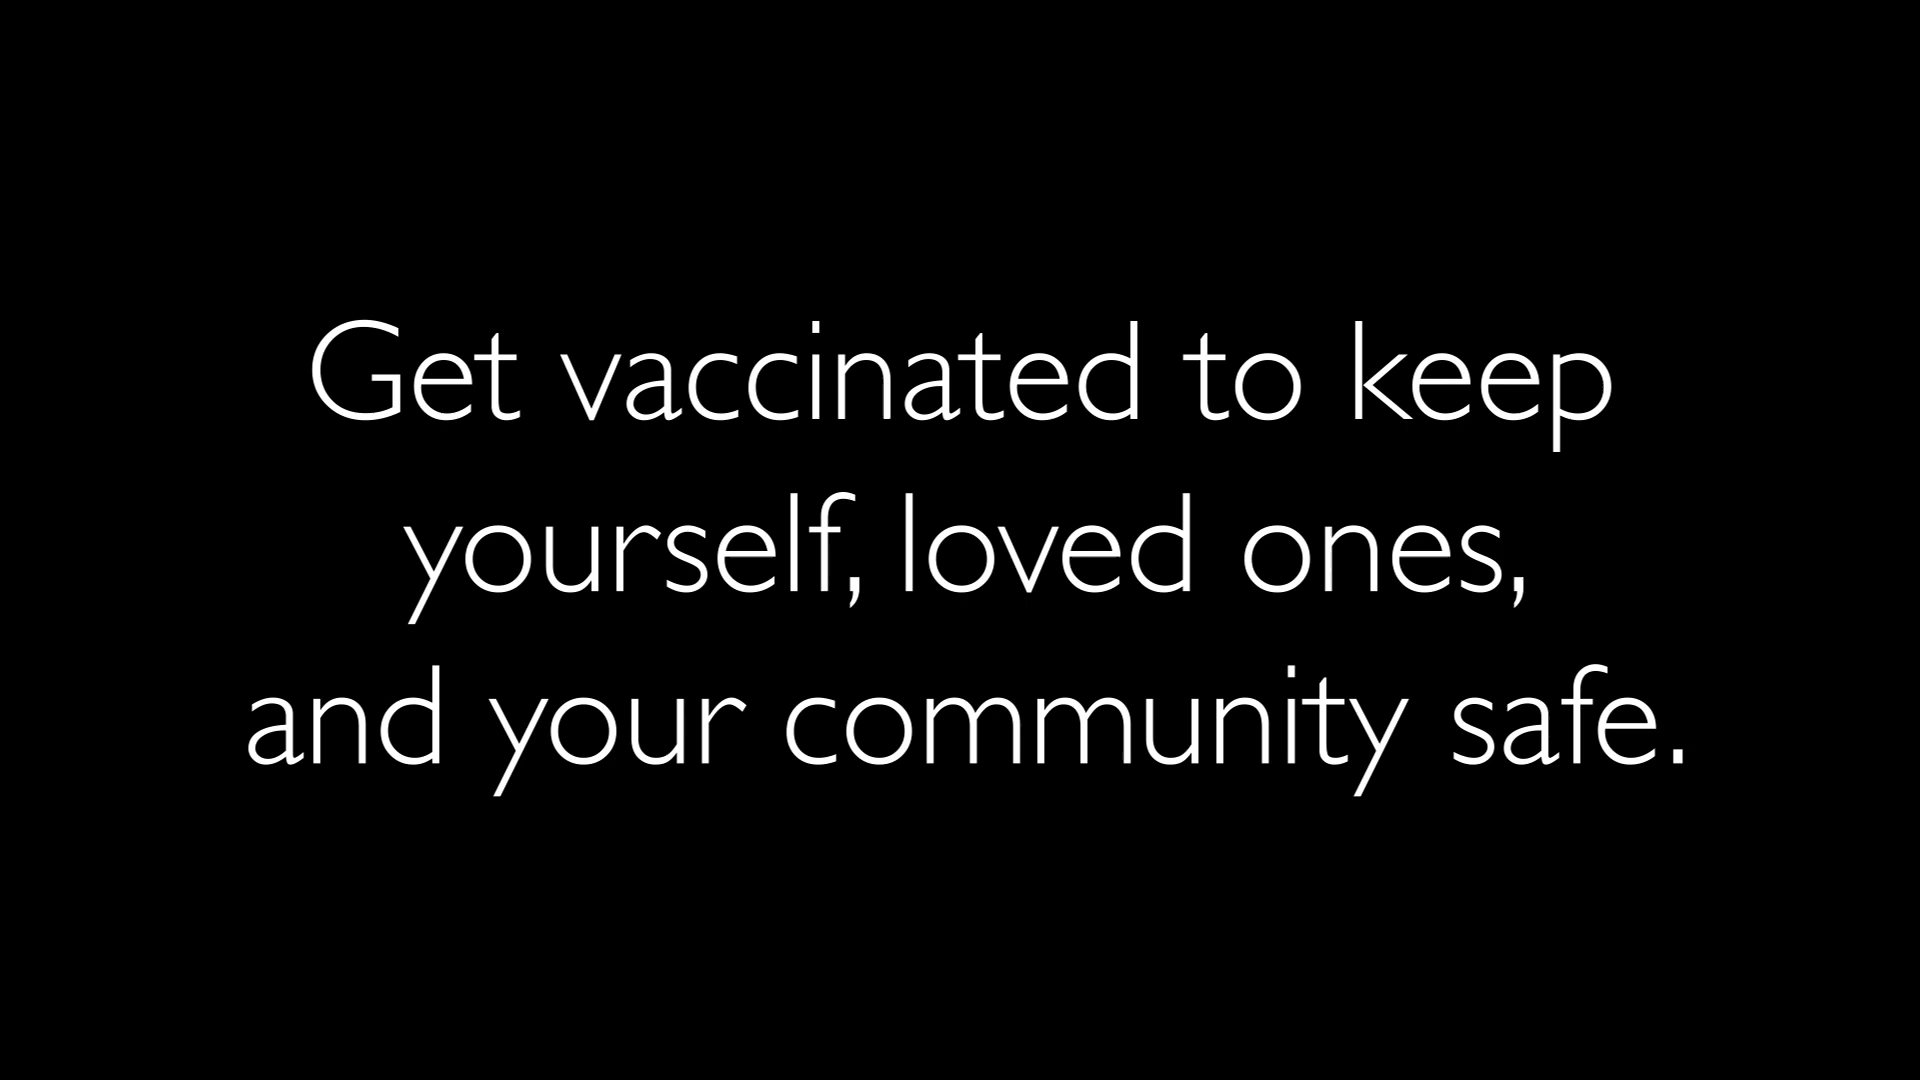 Get vaccinated to keep
yourself, loved ones,
and your community safe.